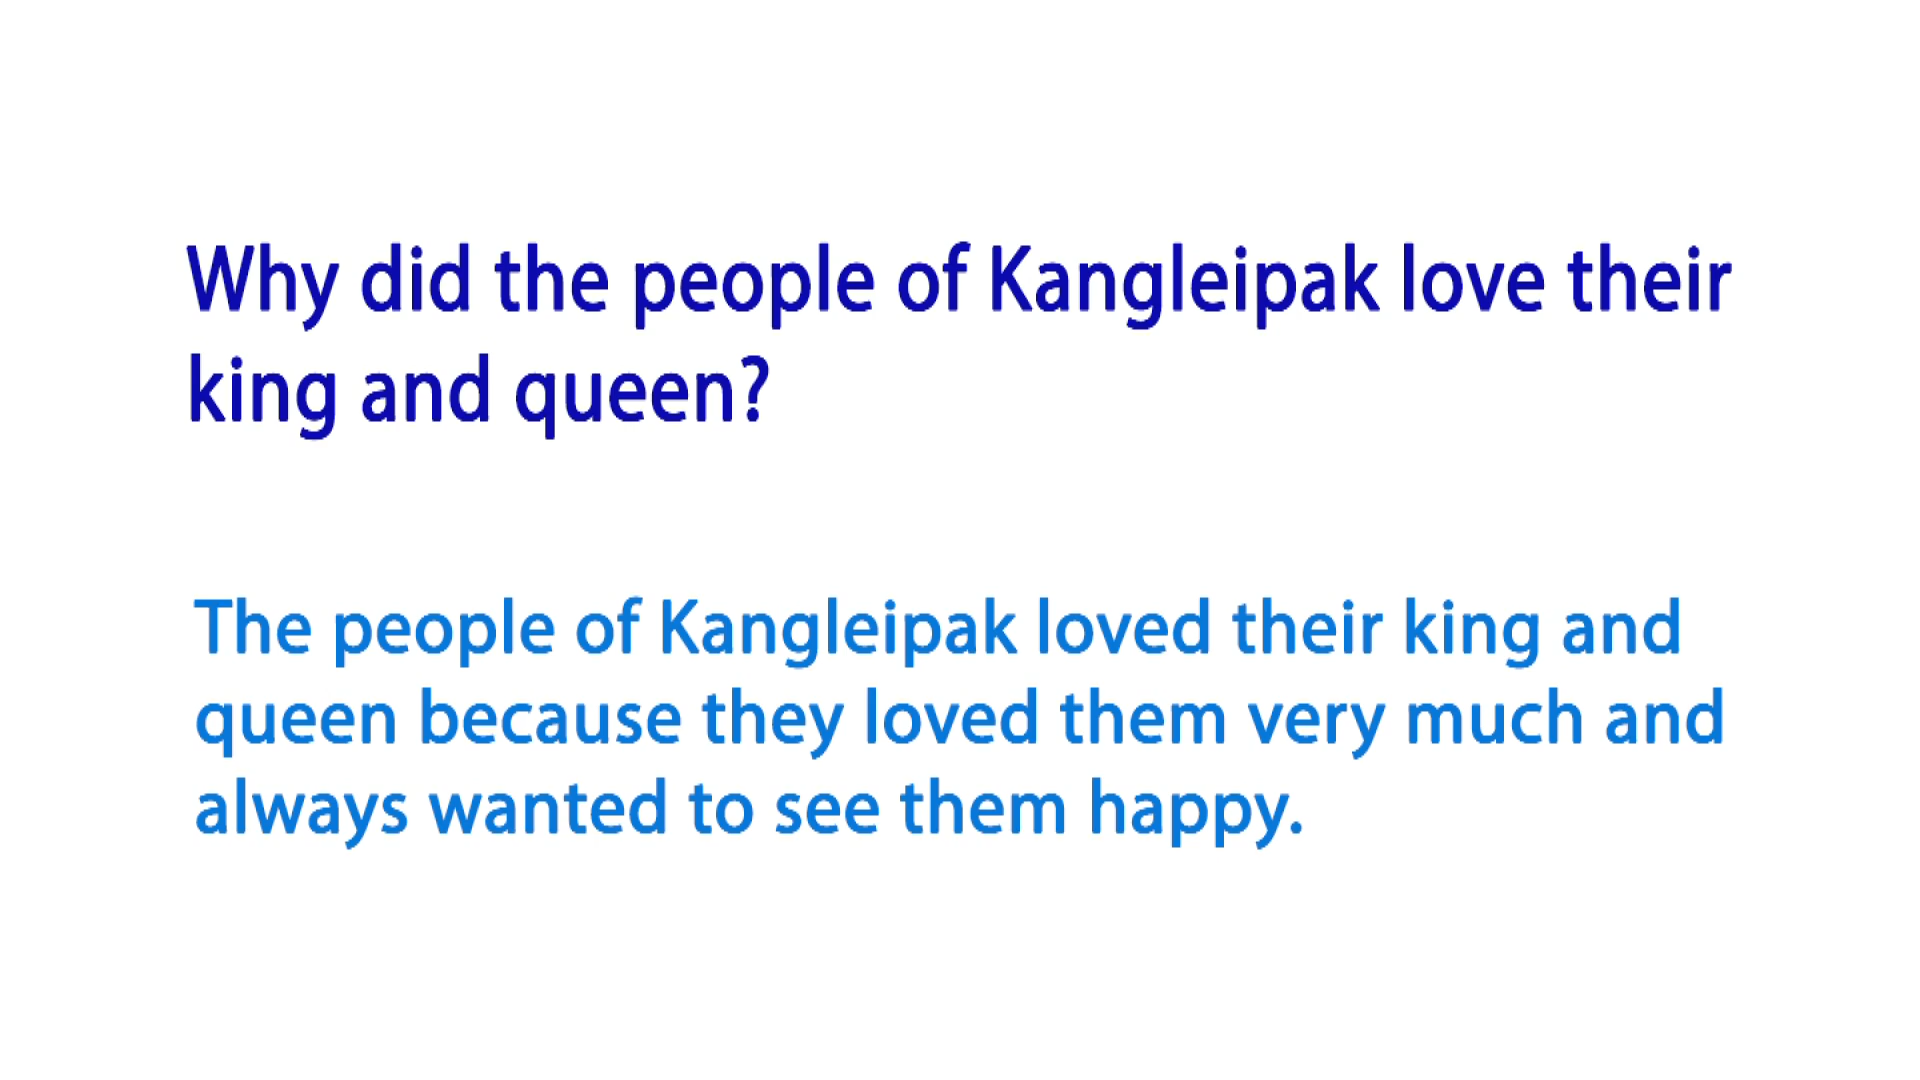 Why did the people of Kangleipak love their
king and queen?
The people of Kangleipak loved their king and
queen because they loved them very much and
always wanted to see them happy.